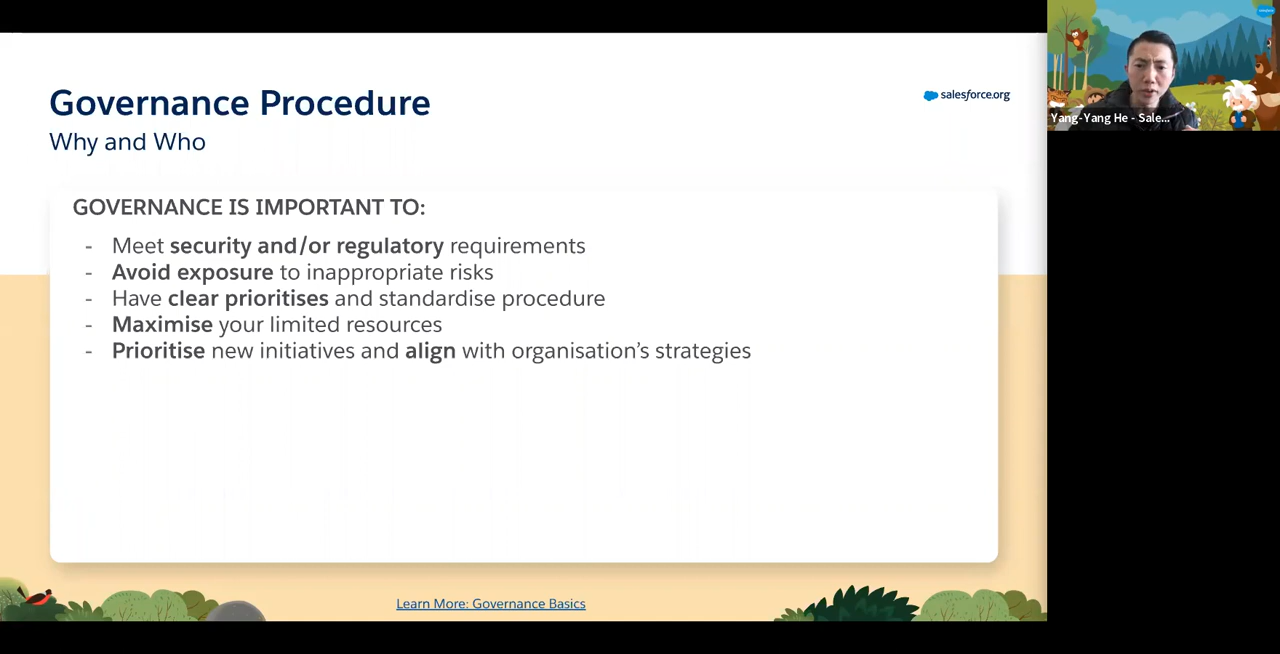 Governance Procedure
Why and Who
salesforce.org
GOVERNANCE IS IMPORTANT TO:
- Meet security and/or regulatory requirements
- Avoid exposure to inappropriate risks
- Have clear prioritises and standardise procedure
- Maximise your limited resources
- Prioritise new initiatives and align with organisation's strategies
Learn More: Governance Basics
Yang-Yang He - Sale...